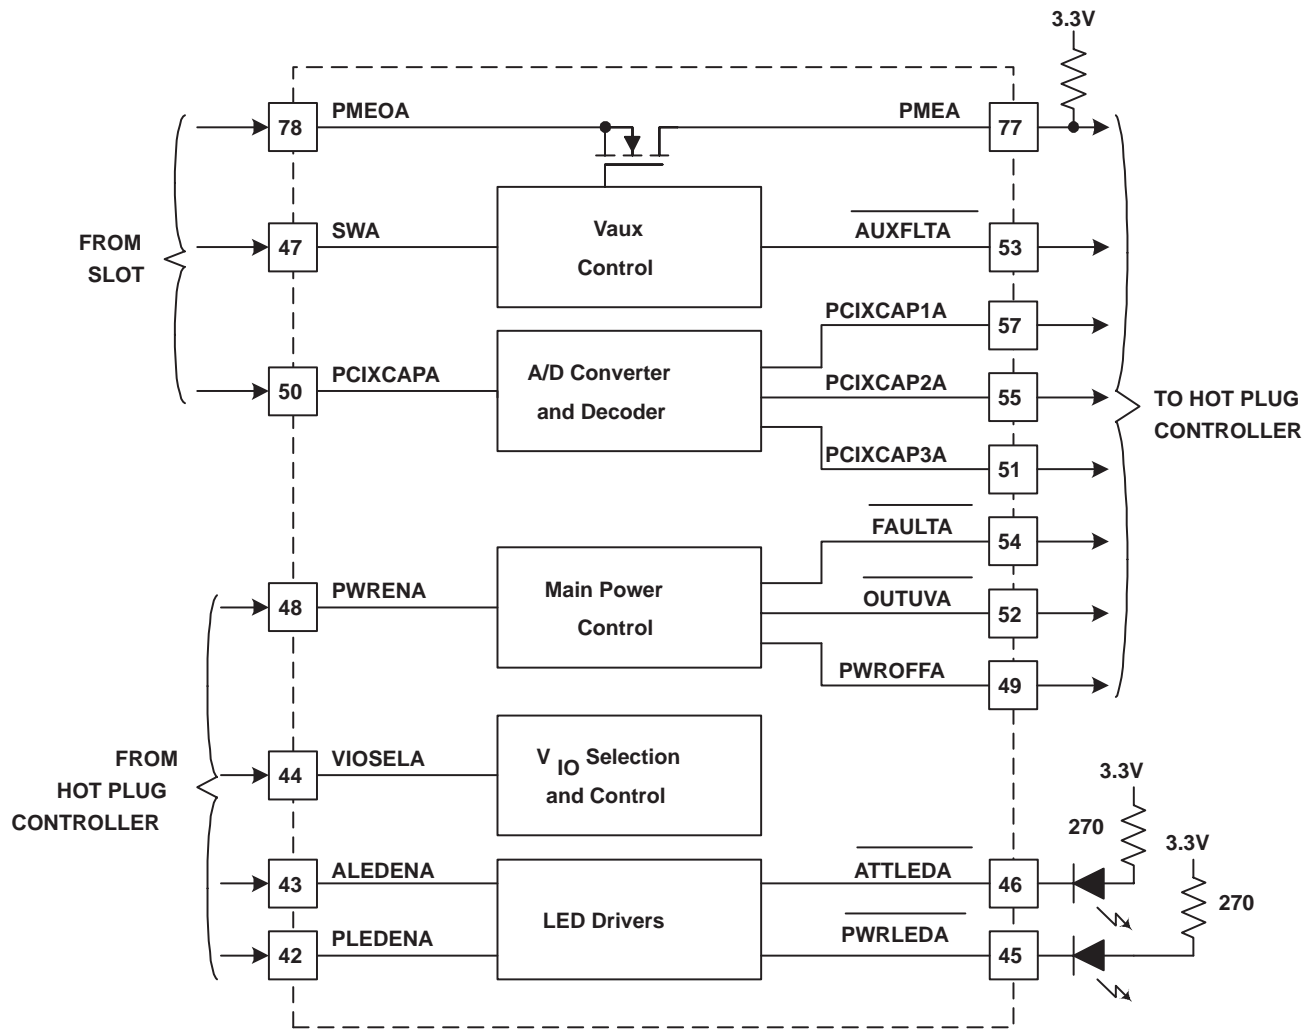 3.3V
PMEOA
PMEA
78
77
FROM
SLOT
47
SWA
Vaux
Control
AUXFLTA
53
PCIXCAP1A
57
50
PCIXCAPA
A/D Converter
and Decoder
PCIXCAP2A
55
PCIXCAP3A
51
TO HOT PLUG
CONTROLLER
FAULTA
54
48
PWRENA
Main Power
Control
OUTUVA
52
PWROFFA
49
FROM
HOT PLUG
CONTROLLER
44
VIOSELA
V IO Selection
and Control
3.3V
270
3.3V
270
43
ALEDENA
LED Drivers
ATTLEDA
46
42
PLEDENA
PWRLEDA
45